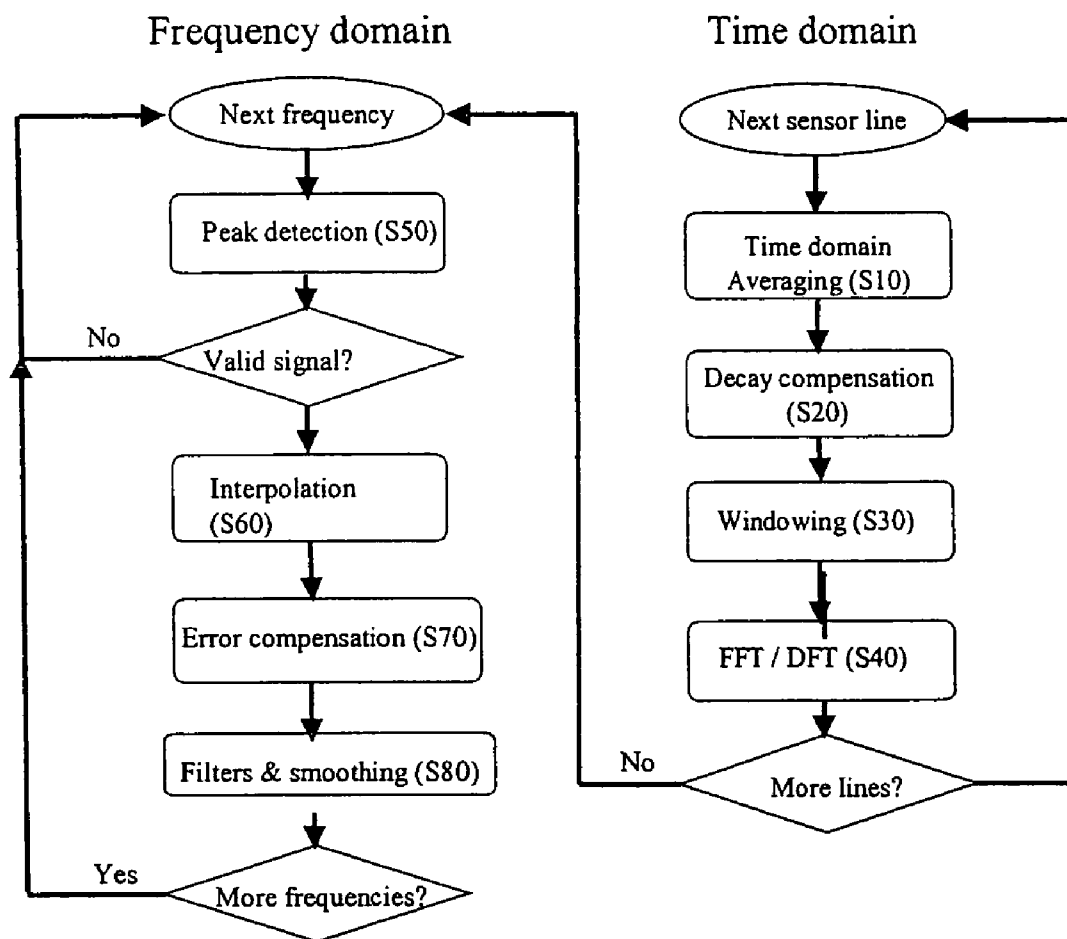 Frequency domain
Next frequency
Peak detection (S50)
No
Valid signal?
Interpolation
(S60)
Error compensation (S70)
Filters & smoothing (S80)
Yes
More frequencies?
Time domain
Next sensor line
Time domain
Averaging (S10)
Decay compensation
(S20)
Windowing (S30)
FFT / DFT (S40)
No
More lines?